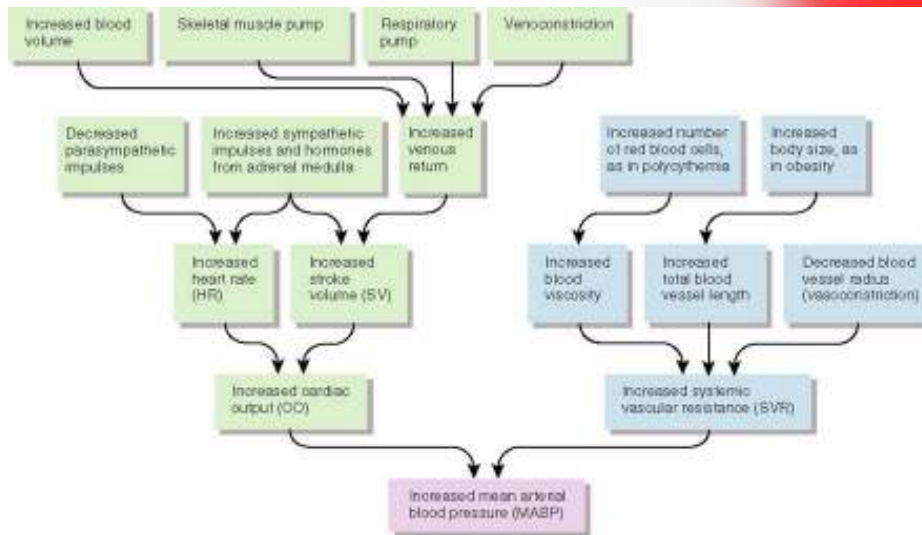 Increased blood
volume
Skeletal muscle pump
Respiratory
pump
Venoconstriction
Decreased
parasympathetic
impulses
Increased sympathetic
impulses and hormones
from adrenal medulla
Increased
venous
return
Increased number
of red blood cells,
as in polycythemia
Increased
body size, as
in obesity
Increased
heart rate
(HR)
Increased
stroke
volume (SV)
Increased
blood
viscosity
Increased
total blood
vessel length
Decreased blood
vessel radius
(vasoconstriction)
Increased cardiac
output (CO)
Increased systemic
vascular resistance (SVR)
Increased mean arterial
blood pressure (MABP)